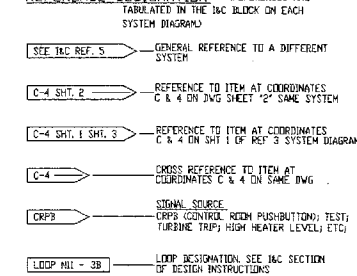 TABULATED IN THE I&C BLOCK ON EACH
SYSTEM DIAGRAM)
SEE I&C REF. 5
GENERAL REFERENCE TO A DIFFERENT
SYSTEM
C-4 SHT. 2
REFERENCE TO ITEM AT COORDINATES
C & 4 ON DWG SHEET "2" SAME SYSTEM
C-4 SHT. 1 SHT. 3
REFERENCE TO ITEM AT COORDINATES
C & 4 ON SHT 1 OF REF 3 SYSTEM DIAGRAM
C-4
CROSS REFERENCE TO ITEM AT
COORDINATES C & 4 ON SAME DWG
CRPB
SIGNAL SOURCE
CRPB (CONTROL ROOM PUSHBUTTON); TEST;
TURBINE TRIP; HIGH HEATER LEVEL; ETC;
LOOP NII - 3B
LOOP DESIGNATION. SEE I&C SECTION
OF DESIGN INSTRUCTIONS